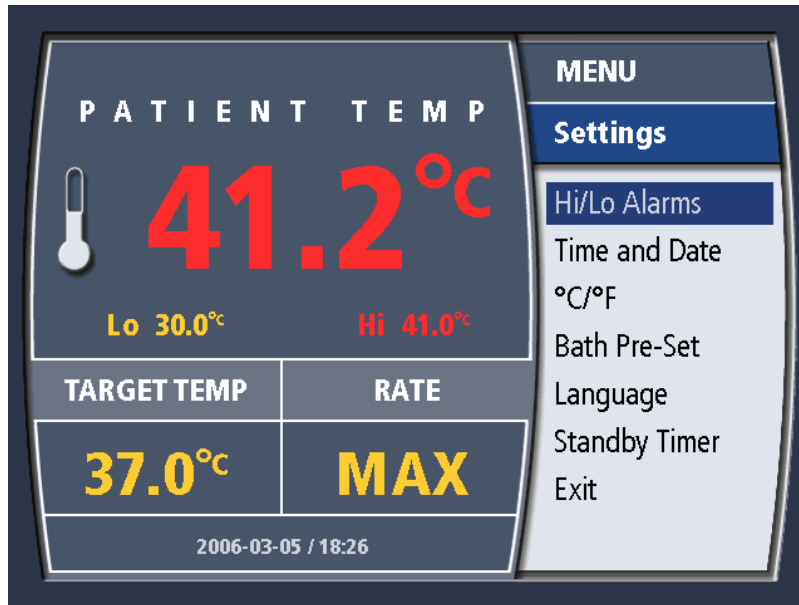 PATIENT TEMP
41.2°C
Lo 30.0°C Hi 41.0°C
TARGET TEMP
37.0°C
RATE
MAX
2006-03-05 / 18:26
MENU
Settings
Hi/Lo Alarms
Time and Date
°C/°F
Bath Pre-Set
Language
Standby Timer
Exit